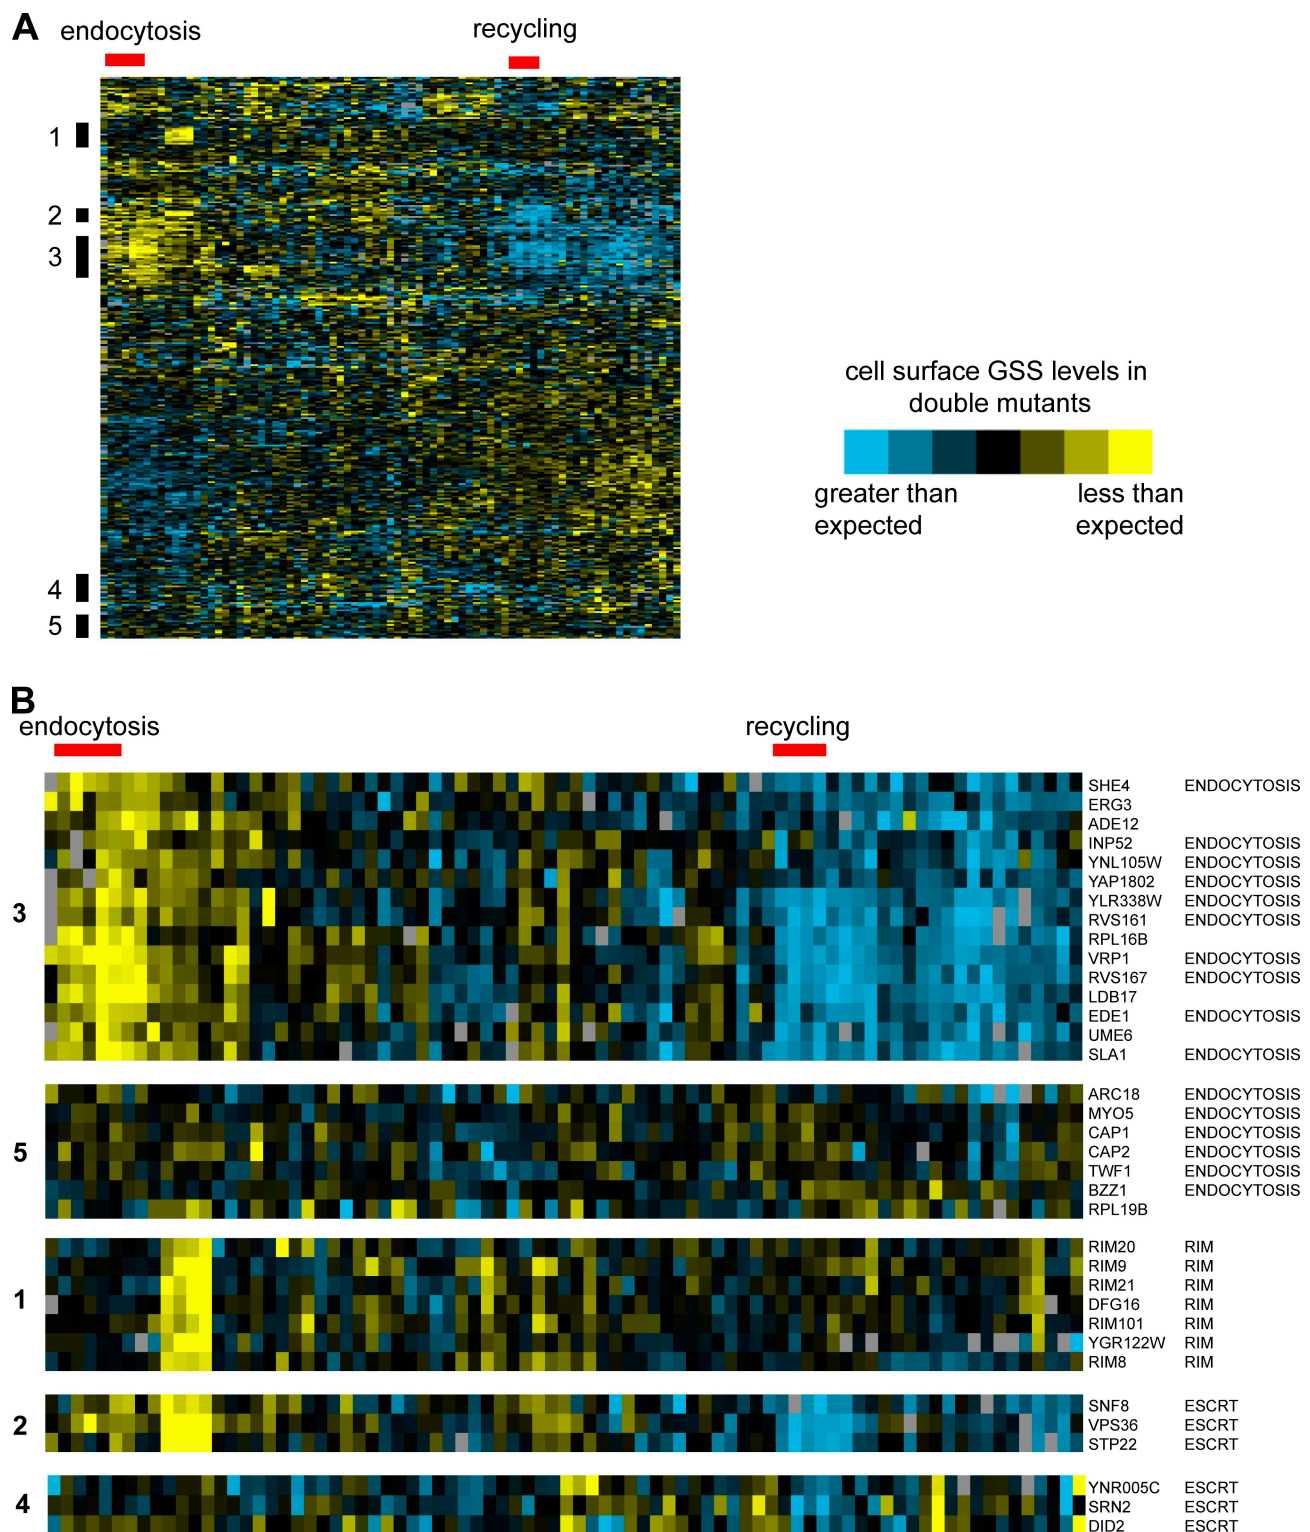 A
endocytosis
recycling
1
2
3
4
5
cell surface GSS levels in
double mutants
greater than
expected
less than
expected
B
endocytosis
recycling
3
SHE4 ENDOCYTOSIS
ERG3
ADE12
INP52 ENDOCYTOSIS
YNL105W ENDOCYTOSIS
YAP1802 ENDOCYTOSIS
YLR338W ENDOCYTOSIS
RVS161 ENDOCYTOSIS
RPL16B
VRP1 ENDOCYTOSIS
RVS167 ENDOCYTOSIS
LDB17
EDE1 ENDOCYTOSIS
UME6
SLA1 ENDOCYTOSIS
5
ARC18 ENDOCYTOSIS
MYO5 ENDOCYTOSIS
CAP1 ENDOCYTOSIS
CAP2 ENDOCYTOSIS
TWF1 ENDOCYTOSIS
BZZ1 ENDOCYTOSIS
RPL19B
1
RIM20 RIM
RIM9 RIM
RIM21 RIM
DFG16 RIM
RIM101 RIM
YGR122W RIM
RIM8 RIM
2
SNF8 ESCRT
VPS36 ESCRT
STP22 ESCRT
4
YNR005C ESCRT
SRN2 ESCRT
DID2 ESCRT